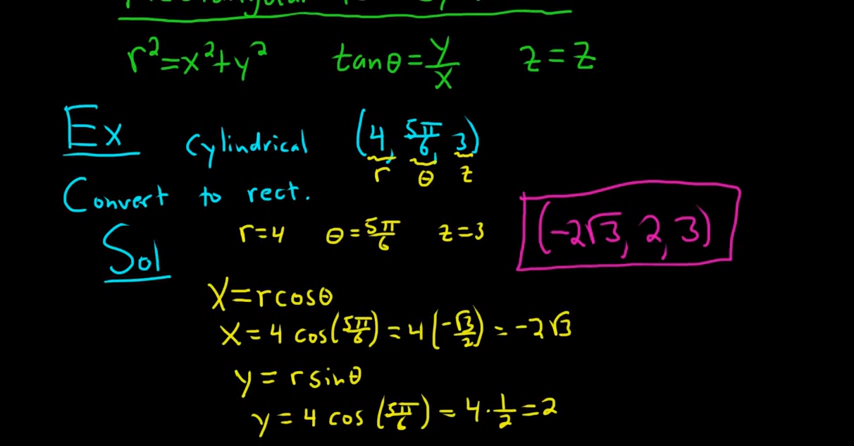 r²=x²+y² tanθ=y/x z=z
Ex Cylindrical (4, 5π/6, 3)
r θ z
Convert to rect.
Sol r=4 θ=5π/6 z=3 (-2√3, 2, 3)
x=rcosθ
x=4 cos(5π/6)=4(-√3/2)=-2√3
y=rsinθ
y=4 cos(5π/6)=4·1/2=2